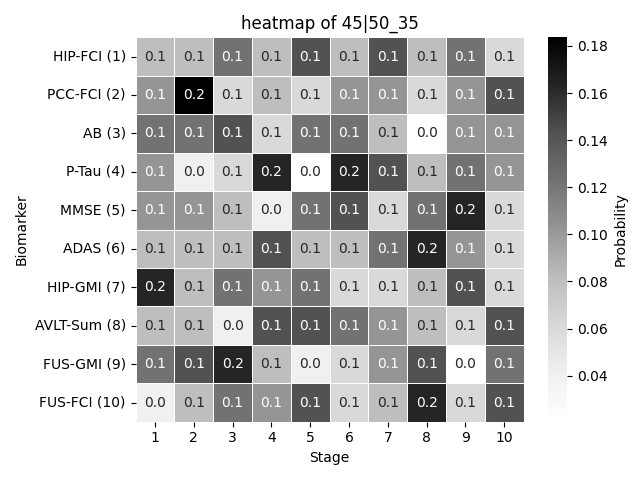 heatmap of 45|50_35
HIP-FCI (1) 0.1 0.1 0.1 0.1 0.1 0.1 0.1 0.1 0.1 0.1
PCC-FCI (2) 0.1 0.2 0.1 0.1 0.1 0.1 0.1 0.1 0.1 0.1
AB (3) 0.1 0.1 0.1 0.1 0.1 0.1 0.1 0.0 0.1 0.1
P-Tau (4) 0.1 0.0 0.1 0.2 0.0 0.2 0.1 0.1 0.1 0.1
MMSE (5) 0.1 0.1 0.1 0.0 0.1 0.1 0.1 0.1 0.2 0.1
ADAS (6) 0.1 0.1 0.1 0.1 0.1 0.1 0.1 0.2 0.1 0.1
HIP-GMI (7) 0.2 0.1 0.1 0.1 0.1 0.1 0.1 0.1 0.1 0.1
AVLT-Sum (8) 0.1 0.1 0.0 0.1 0.1 0.1 0.1 0.1 0.1 0.1
FUS-GMI (9) 0.1 0.1 0.2 0.1 0.0 0.1 0.1 0.1 0.0 0.1
FUS-FCI (10) 0.0 0.1 0.1 0.1 0.1 0.1 0.1 0.2 0.1 0.1
1 2 3 4 5 6 7 8 9 10
Stage
Biomarker
0.18
0.16
0.14
0.12
0.10
0.08
0.06
0.04
Probability